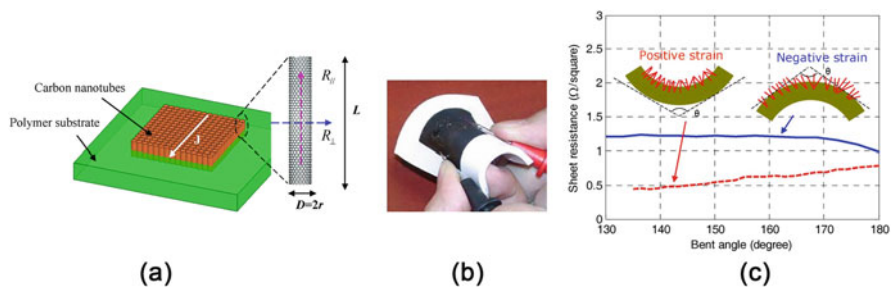 Carbon nanotubes
Polymer substrate
J
R//
R⊥
L
D=2r
(a)
(b)
Sheet resistance (Ω/square)
3
2.5
2
1.5
1
0.5
0
Positive strain
Negative strain
θ
θ
130 140 150 160 170 180
Bent angle (degree)
(c)